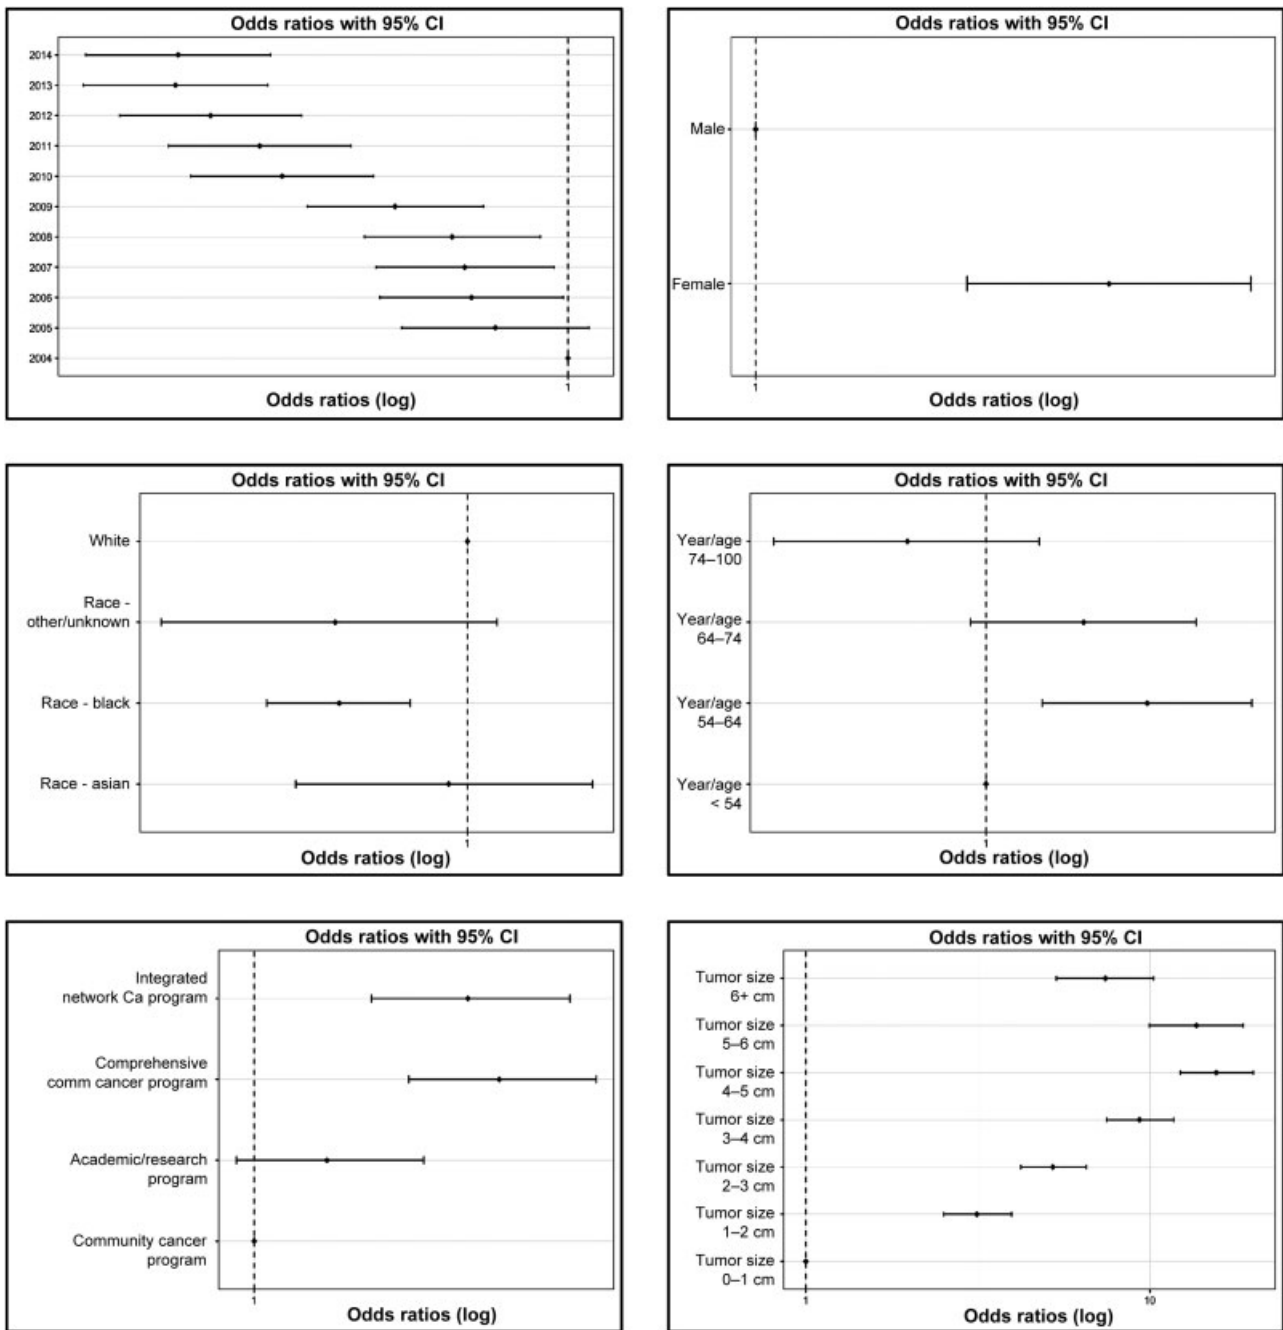 Odds ratios with 95% CI
2014
2013
2012
2011
2010
2009
2008
2007
2006
2005
2004
1
Odds ratios (log)
Odds ratios with 95% CI
Male
Female
1
Odds ratios (log)
Odds ratios with 95% CI
White
Race -
other/unknown
Race - black
Race - asian
1
Odds ratios (log)
Odds ratios with 95% CI
Year/age
74–100
Year/age
64–74
Year/age
54–64
Year/age
< 54
1
Odds ratios (log)
Odds ratios with 95% CI
Integrated
network Ca program
Comprehensive
comm cancer program
Academic/research
program
Community cancer
program
1
Odds ratios (log)
Odds ratios with 95% CI
Tumor size
6+ cm
Tumor size
5–6 cm
Tumor size
4–5 cm
Tumor size
3–4 cm
Tumor size
2–3 cm
Tumor size
1–2 cm
Tumor size
0–1 cm
1 10
Odds ratios (log)